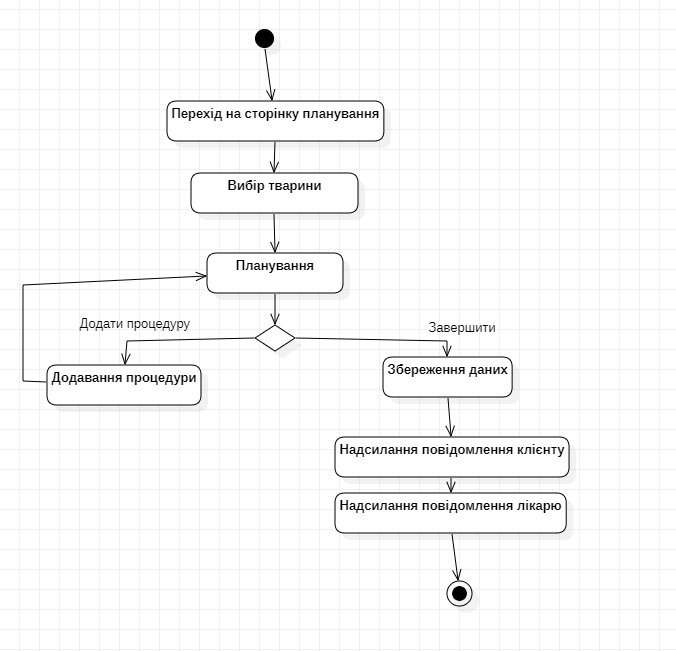 Перехід на сторінку планування
Вибір тварини
Планування
Додати процедуру
Завершити
Додавання процедури
Збереження даних
Надсилання повідомлення клієнту
Надсилання повідомлення лікарю